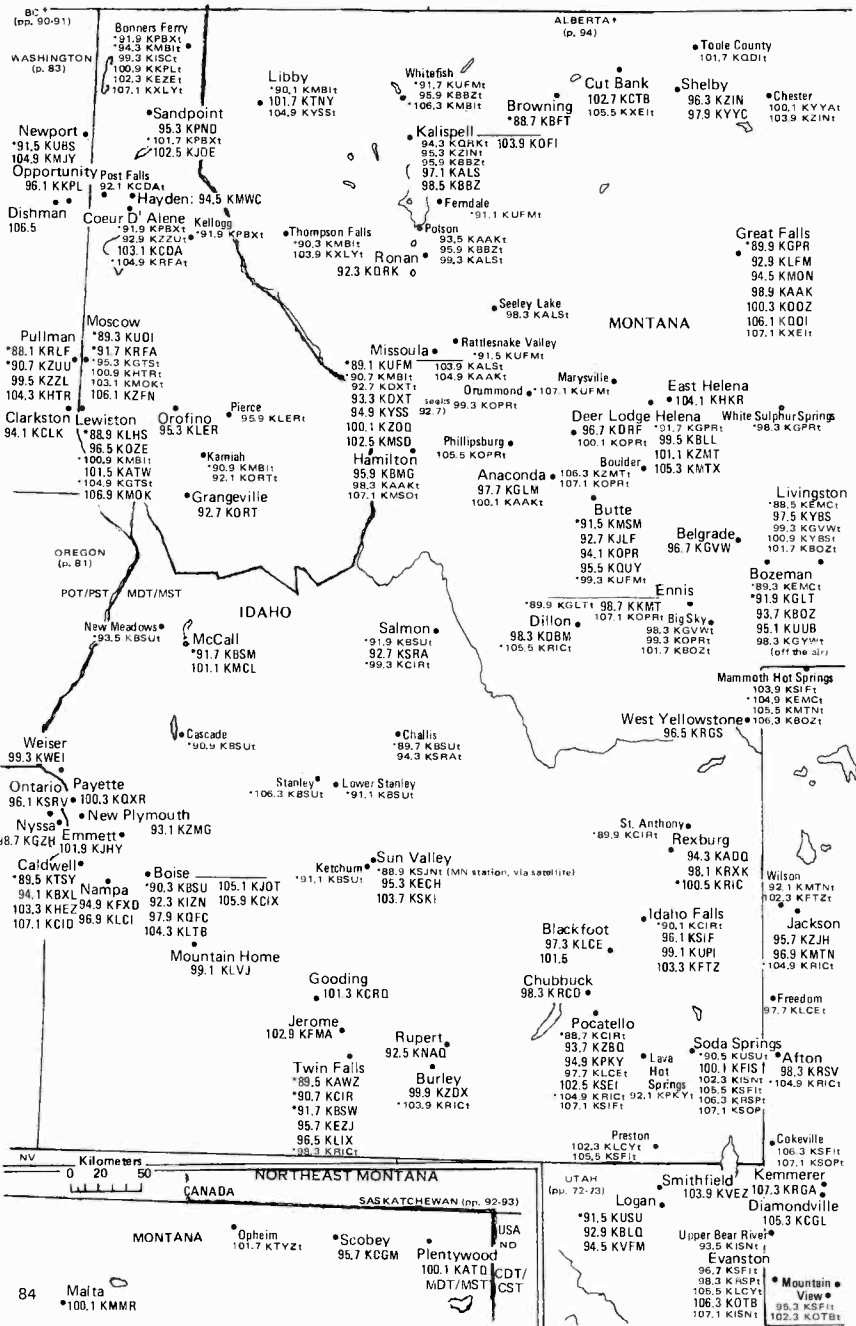 BC†
(pp. 90-91)
ALBERTA†
(p. 94)
WASHINGTON
(p. 83)
Bonners Ferry
*91.9 KPBXt
*94.3 KMBIt
99.3 KISCt
100.9 KKPLt
102.3 KEZEt
107.1 KXLYt
Libby
*90.1 KMBIt
101.7 KTNY
104.9 KYSSt
Whitefish
*91.7 KUFMt
95.9 KBBZt
*106.3 KMBIt
Toole County
101.7 KQDIt
Cut Bank
102.7 KCTB
105.5 KXEIt
Shelby
96.3 KZIN
97.9 KYYC
Chester
100.1 KYYAt
103.9 KZINt
Browning
*88.7 KBFT
Sandpoint
95.3 KPND
*101.7 KPBXt
102.5 KJDE
Newport
*91.5 KUBS
104.9 KMJY
Kalispell
94.3 KQRKt
95.3 KZINt
95.9 KBBZt
97.1 KALS
98.5 KBBZ
103.9 KOFI
Opportunity
96.1 KKPL
Post Falls
92.1 KCDAt
Hayden: 94.5 KMWC
Dishman
106.5
Coeur D' Alene
*91.9 KPBXt
*92.9 KZZUt
103.1 KCDA
*104.9 KRFAt
Kellogg
*91.9 KPBXt
Ferndale
*91.1 KUFMt
Thompson Falls
*90.3 KMBIt
103.9 KXLYt
Polson
93.5 KAAKt
95.9 KBBZt
99.3 KALSt
Ronan
92.3 KQRK
Great Falls
*89.9 KGPR
92.9 KLFM
94.5 KMON
98.9 KAAK
100.3 KOOZ
106.1 KQDI
107.1 KXEIt
Seeley Lake
98.3 KALSt
MONTANA
Pullman
*88.1 KRLF
*90.7 KZUU
99.5 KZZL
104.3 KHTR
Moscow
*89.3 KUOI
*91.7 KRFA
*95.3 KGTSt
100.9 KHTRt
103.1 KMOKt
106.1 KZFN
Missoula
*89.1 KUFM
*90.7 KMBIt
92.7 KDXTt
93.3 KDXT
94.9 KYSS
100.1 KZOQ
102.5 KMSO
103.9 KALSt
104.9 KAAKt
Rattlesnake Valley
*91.5 KUFMt
Drummond
99.3 KOPRt
(seeks
92.7)
Marysville
*107.1 KUFMt
East Helena
104.1 HKR
Clarkston
94.1 KCLK
Lewiston
*88.9 KLHS
96.5 KOZE
*100.9 KMBIt
101.5 KATW
*104.9 KGTSt
106.9 KMOK
Orofino
95.3 KLER
Pierce
95.9 KLERt
Kamiah
*90.9 KMBIt
92.1 KORTt
Grangeville
92.7 KORT
Phillipsburg
105.5 KOPRt
Deer Lodge
96.7 KDRF
100.1 KOPRt
Helena
*91.7 KGPRt
99.5 KBLL
101.1 KZMT
105.3 KMTX
White Sulphur Springs
*98.3 KGPRt
Hamilton
95.9 KBMG
98.3 KAAKt
107.1 KMSOt
Anaconda
97.7 KGLM
100.1 KAAKt
Boulder
106.3 KZMTt
107.1 KOPRt
Butte
*91.5 KMSM
92.7 KJLF
94.1 KOPR
95.5 KQUY
*99.3 KUFMt
Belgrade
96.7 KGVW
Livingston
*88.5 KEMCt
97.5 KYBS
99.3 KGVWt
100.9 KYBSt
101.7 KBOZt
Bozeman
*89.3 KEMCt
*91.9 KGLT
93.7 KBOZ
95.1 KUUB
98.3 KGYWt
(off the air)
OREGON
(p. 81)
PDT/PST
MDT/MST
IDAHO
Ennis
*89.9 KGLTt
98.7 KKMT
107.1 KOPRt
Dillon
98.3 KDBM
*105.5 KRICt
Big Sky
98.3 KGVWt
99.3 KOPRt
101.7 KBOZt
New Meadows
*93.5 KBSUt
McCall
*91.7 KBSM
101.1 KMCL
Salmon
*91.9 KBSUt
92.7 KSRA
*99.3 KCIRt
Mammoth Hot Springs
103.9 KSIFt
*104.9 KEMCt
105.5 KMTNt
106.3 KBOZt
West Yellowstone
96.5 KRGS
Cascade
*90.9 KBSUt
Challis
*89.7 KBSUt
94.3 KSRAt
Weiser
99.3 KWEI
Stanley
*106.3 KBSUt
Lower Stanley
*91.1 KBSUt
Ontario
96.1 KSRV
Payette
100.3 KQXR
New Plymouth
93.1 KZMG
Nyssa
98.7 KGZH
Emmett
101.9 KJHY
St. Anthony
*89.9 KCIRt
Rexburg
94.3 KADQ
98.1 KRXK
*100.5 KRIC
Caldwell
*89.5 KTSY
94.1 KBXL
103.3 KHEZ
107.1 KCID
Nampa
94.9 KFXD
96.9 KLCI
Boise
*90.3 KBSU
92.3 KIZN
97.9 KQFC
104.3 KLTB
105.1 KJOT
105.9 KCIX
Ketchum
*91.1 KBSUt
Sun Valley
*88.9 KSJNt (MN station, via satellite)
95.3 KECH
103.7 KSKI
Wilson
92.1 KMTNt
102.3 KFTZt
Mountain Home
99.1 KLVJ
Idaho Falls
*90.1 KCIRt
96.1 KSIF
99.1 KUPI
103.3 KFTZ
Jackson
95.7 KZJH
96.9 KMTN
*104.9 KRICt
Blackfoot
97.3 KLCE
101.5
Gooding
101.3 KCRQ
Chubbuck
98.3 KRCD
Freedom
97.7 KLCEt
Jerome
102.9 KFMA
Rupert
92.5 KNAQ
Pocatello
*88.7 KCIRt
93.7 KZBQ
94.9 KPKY
97.7 KLCEt
102.5 KSEI
*104.9 KRICt
107.1 KSIFt
Lava
Hot
Springs
92.1 KPKYt
Soda Springs
*90.5 KUSUt
100.1 KFIS
102.3 KISNt
105.5 KSFIt
106.3 KRSPt
107.1 KSOP
Afton
98.3 KRSV
*104.9 KRICt
Twin Falls
*89.5 KAWZ
*90.7 KCIR
*91.7 KBSW
95.7 KEZJ
96.5 KLIX
*98.3 KRICt
Burley
99.9 KZDX
*103.9 KRICt
Preston
102.3 KLCYt
105.5 KSFIt
Cokeville
106.3 KSFIt
107.1 KSOPt
NV
Kilometers
0 20 50
NORTHEAST MONTANA
CANADA
SASKATCHEWAN (pp. 92-93)
MONTANA
Opheim
101.7 KTYZt
Scobey
95.7 KCGM
Plentywood
100.1 KATQ
MDT/MST
USA
ND
CDT/
CST
Malta
100.1 KMMR
UTAH
(pp. 72-73)
Smithfield
103.9 KVEZ
Logan
*91.5 KUSU
92.9 KBLQ
94.5 KVFM
Kemmerer
107.3 KRGA
Diamondville
105.3 KCGL
Upper Bear River
93.5 KISNt
Evanston
96.7 KSFIt
98.3 KRSPt
105.5 KLCYt
106.3 KOTB
107.1 KISNt
Mountain
View
95.3 KSFIt
102.3 KOTBt
84